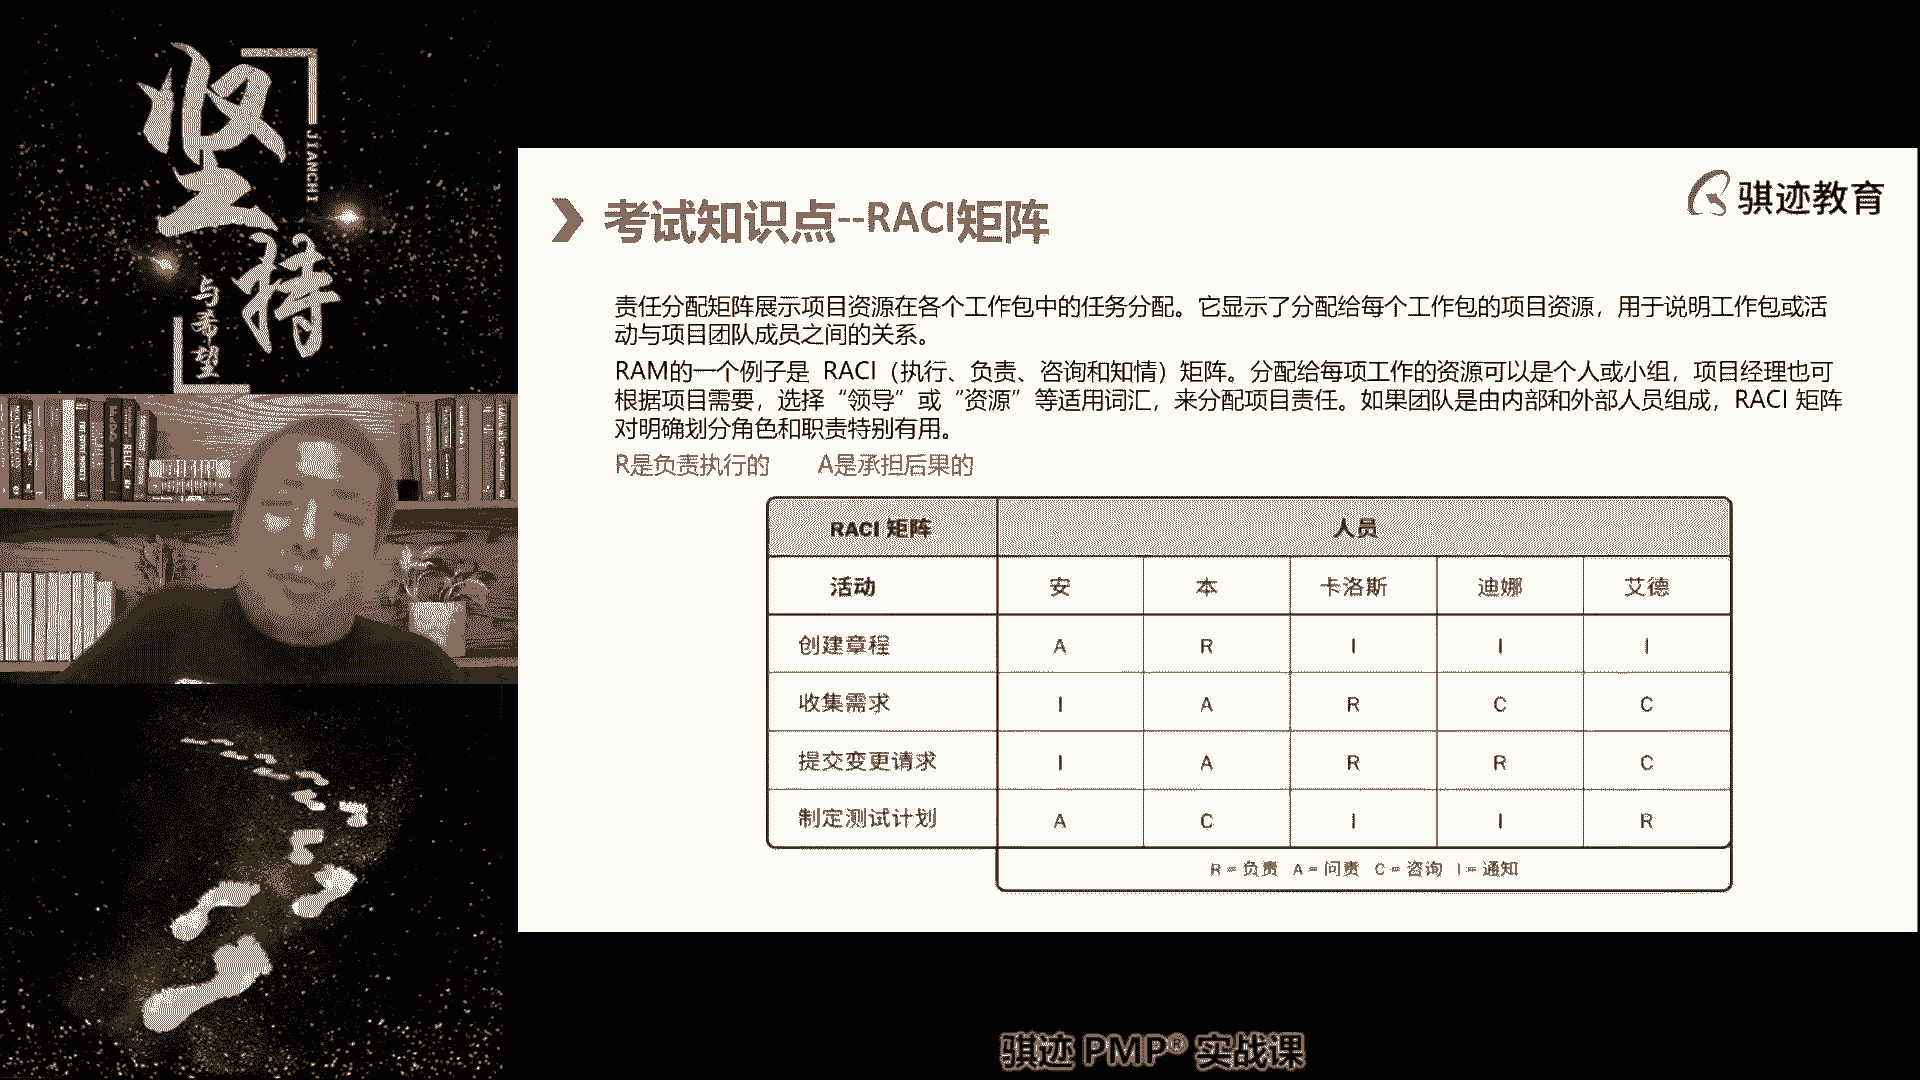 坚持
JIANCHI
与希望
骐迹教育
考试知识点--RACI矩阵
责任分配矩阵展示项目资源在各个工作包中的任务分配。它显示了分配给每个工作包的项目资源，用于说明工作包或活
动与项目团队成员之间的关系。
RAM的一个例子是 RACI（执行、负责、咨询和知情）矩阵。分配给每项工作的资源可以是个人或小组，项目经理也可
根据项目需要，选择“领导”或“资源”等适用词汇，来分配项目责任。如果团队是由内部和外部人员组成，RACI 矩阵
对明确划分角色和职责特别有用。
R是负责执行的 A是承担后果的
RACI 矩阵 人员
活动 安 本 卡洛斯 迪娜 艾德
创建章程 A R I I I
收集需求 I A R C C
提交变更请求 I A R R C
制定测试计划 A C I I R
R = 负责 A = 问责 C = 咨询 I = 通知
骐迹 PMP® 实战课